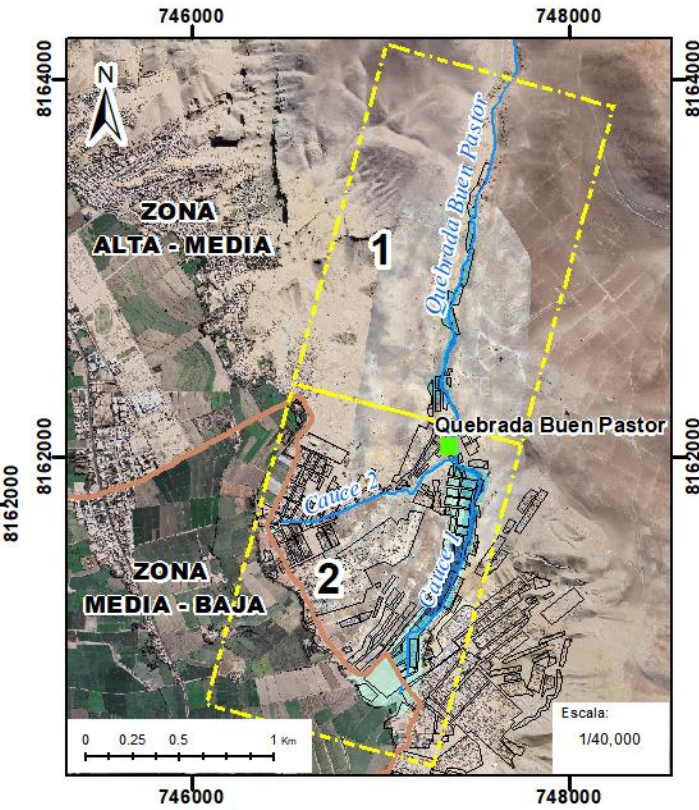 746000
748000
8164000
8164000
N
Quebrada Buen Pastor
ZONA
ALTA - MEDIA
1
Quebrada Buen Pastor
8162000
8162000
8162000
Cauce 2
Cauce 1
ZONA
MEDIA - BAJA
2
Escala:
1/40,000
0 0.25 0.5 1 Km
746000
748000